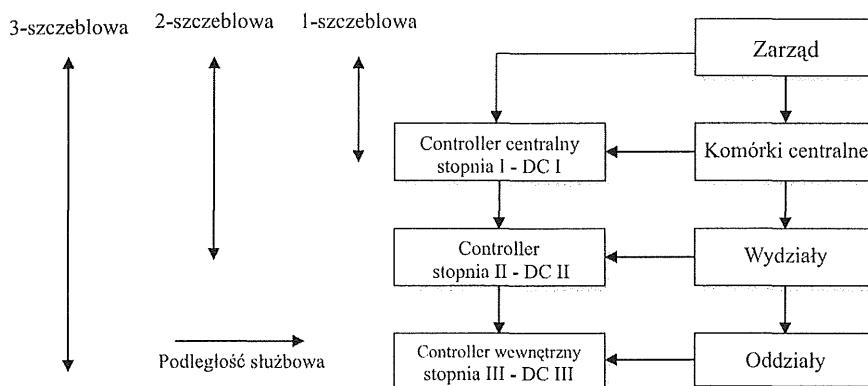 3-szczeblowa
2-szczeblowa
1-szczeblowa
Zarząd
Controller centralny
stopnia I - DC I
Komórki centralne
Controller
stopnia II - DC II
Wydziały
Podległość służbowa
Controller wewnętrzny
stopnia III - DC III
Oddziały